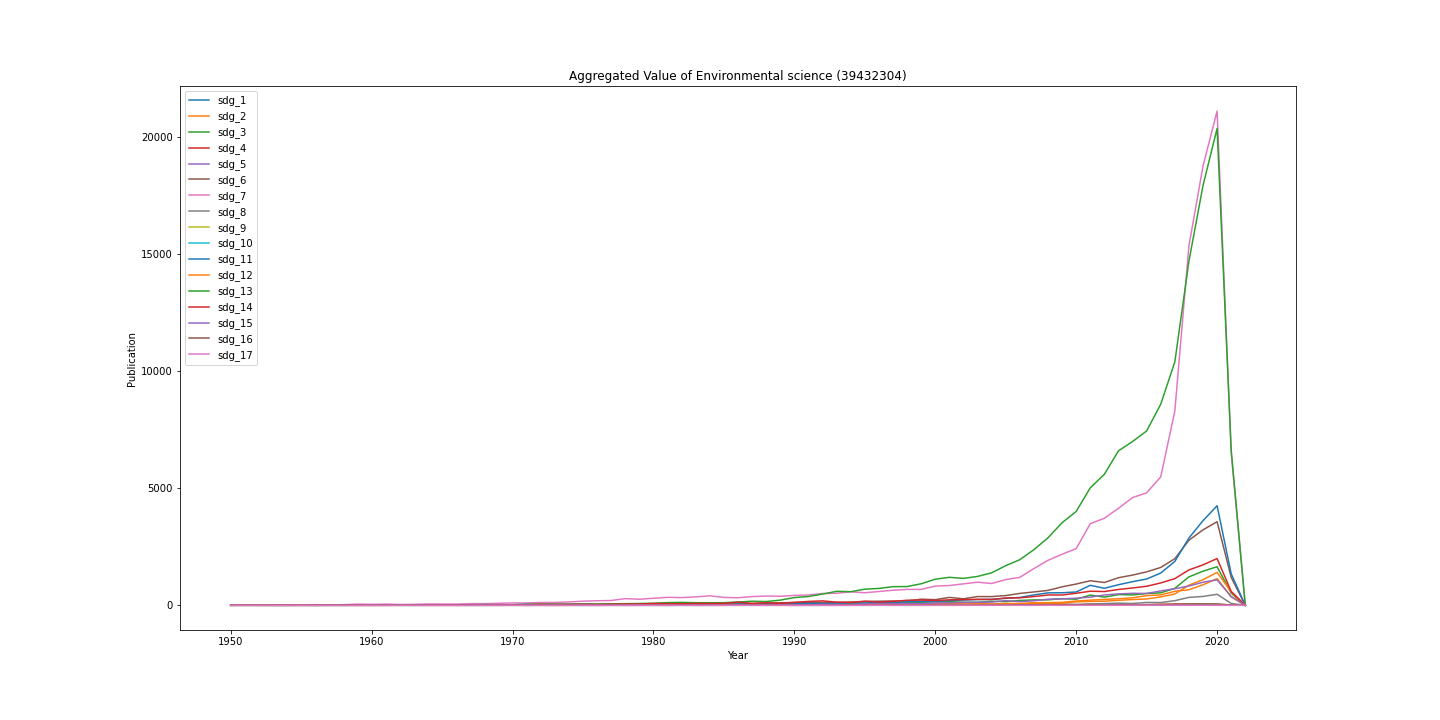 Aggregated Value of Environmental science (39432304)
sdg_1
sdg_2
sdg_3
sdg_4
sdg_5
sdg_6
sdg_7
sdg_8
sdg_9
sdg_10
sdg_11
sdg_12
sdg_13
sdg_14
sdg_15
sdg_16
sdg_17
20000
15000
10000
5000
0
Publication
1950 1960 1970 1980 1990 2000 2010 2020
Year